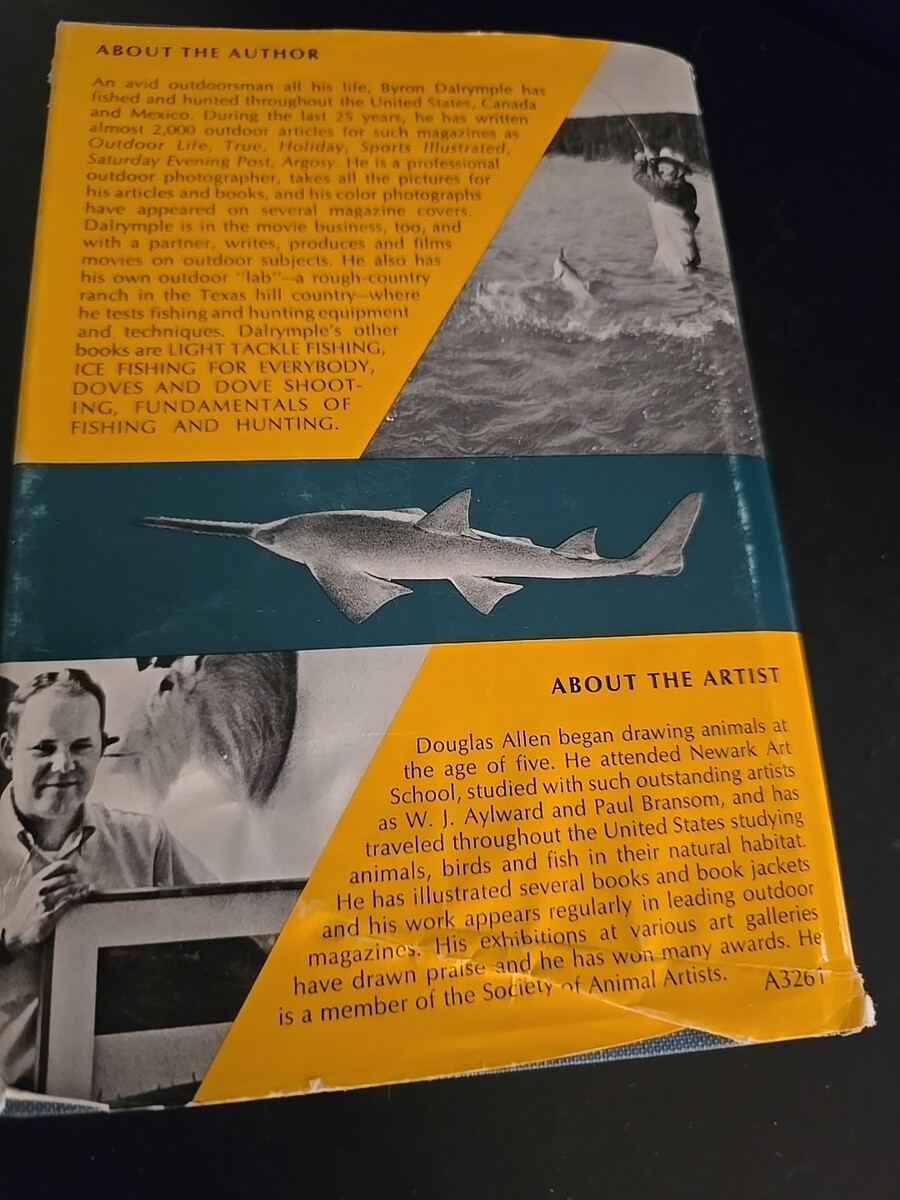 ABOUT THE AUTHOR
An avid outdoorsman all his life, Byron Dalrymple has
fished and hunted throughout the United States, Canada
and Mexico. During the last 25 years, he has written
almost 2,000 outdoor articles for such magazines as
Outdoor Life, True, Holiday, Sports Illustrated,
Saturday Evening Post, Argosy. He is a professional
outdoor photographer, takes all the pictures for
his articles and books, and his color photographs
have appeared on several magazine covers.
Dalrymple is in the movie business, too, and
with a partner, writes, produces and films
movies on outdoor subjects. He also has
his own outdoor "lab"—a rough-country
ranch in the Texas hill country—where
he tests fishing and hunting equipment
and techniques. Dalrymple's other
books are LIGHT TACKLE FISHING,
ICE FISHING FOR EVERYBODY,
DOVES AND DOVE SHOOT-
ING, FUNDAMENTALS OF
FISHING AND HUNTING.
ABOUT THE ARTIST
Douglas Allen began drawing animals at
the age of five. He attended Newark Art
School, studied with such outstanding artists
as W. J. Aylward and Paul Bransom, and has
traveled throughout the United States studying
animals, birds and fish in their natural habitat.
He has illustrated several books and book jackets
and his work appears regularly in leading outdoor
magazines. His exhibitions at various art galleries
have drawn praise and he has won many awards. He
is a member of the Society of Animal Artists.
A3261